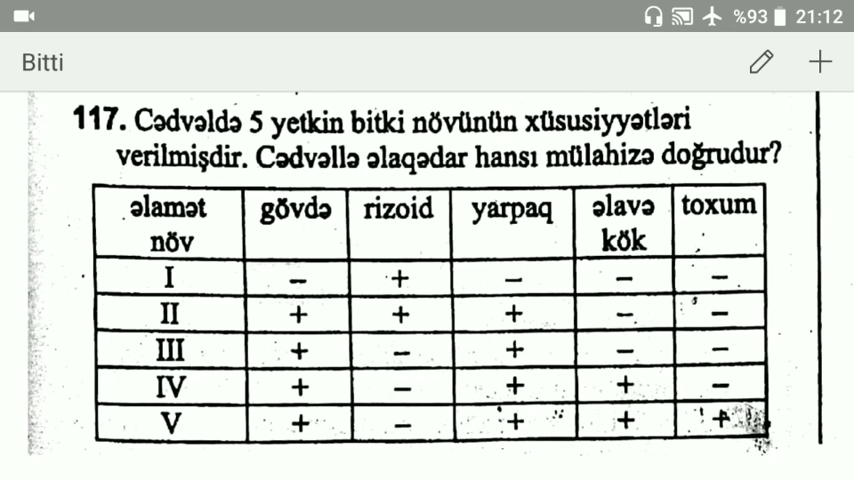 %93 21:12
Bitti
117. Cədvəldə 5 yetkin bitki növünün xüsusiyyətləri
verilmişdir. Cədvəllə əlaqədar hansı mülahizə doğrudur?
əlamət növ gövdə rizoid yarpaq əlavə kök toxum
I – + – – –
II + + + – –
III + – + – –
IV + – + + –
V + – + + +